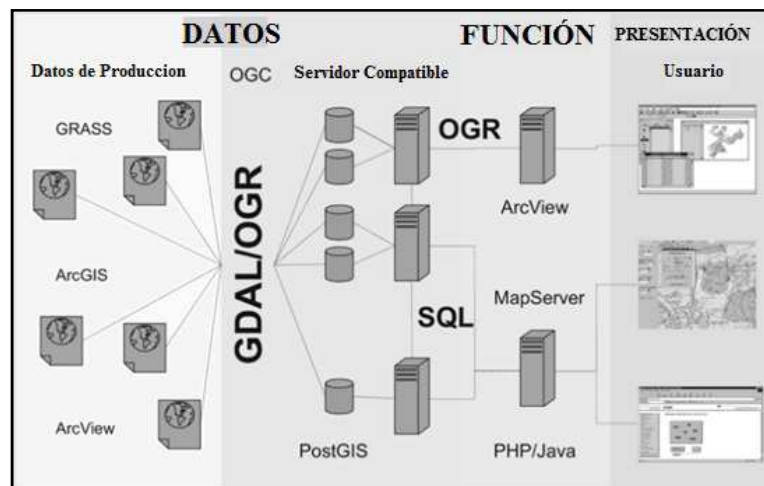 DATOS
FUNCIÓN
PRESENTACIÓN
Datos de Produccion
OGC
Servidor Compatible
Usuario
GRASS
OGR
ArcView
GDAL/OGR
ArcGIS
MapServer
SQL
ArcView
PostGIS
PHP/Java